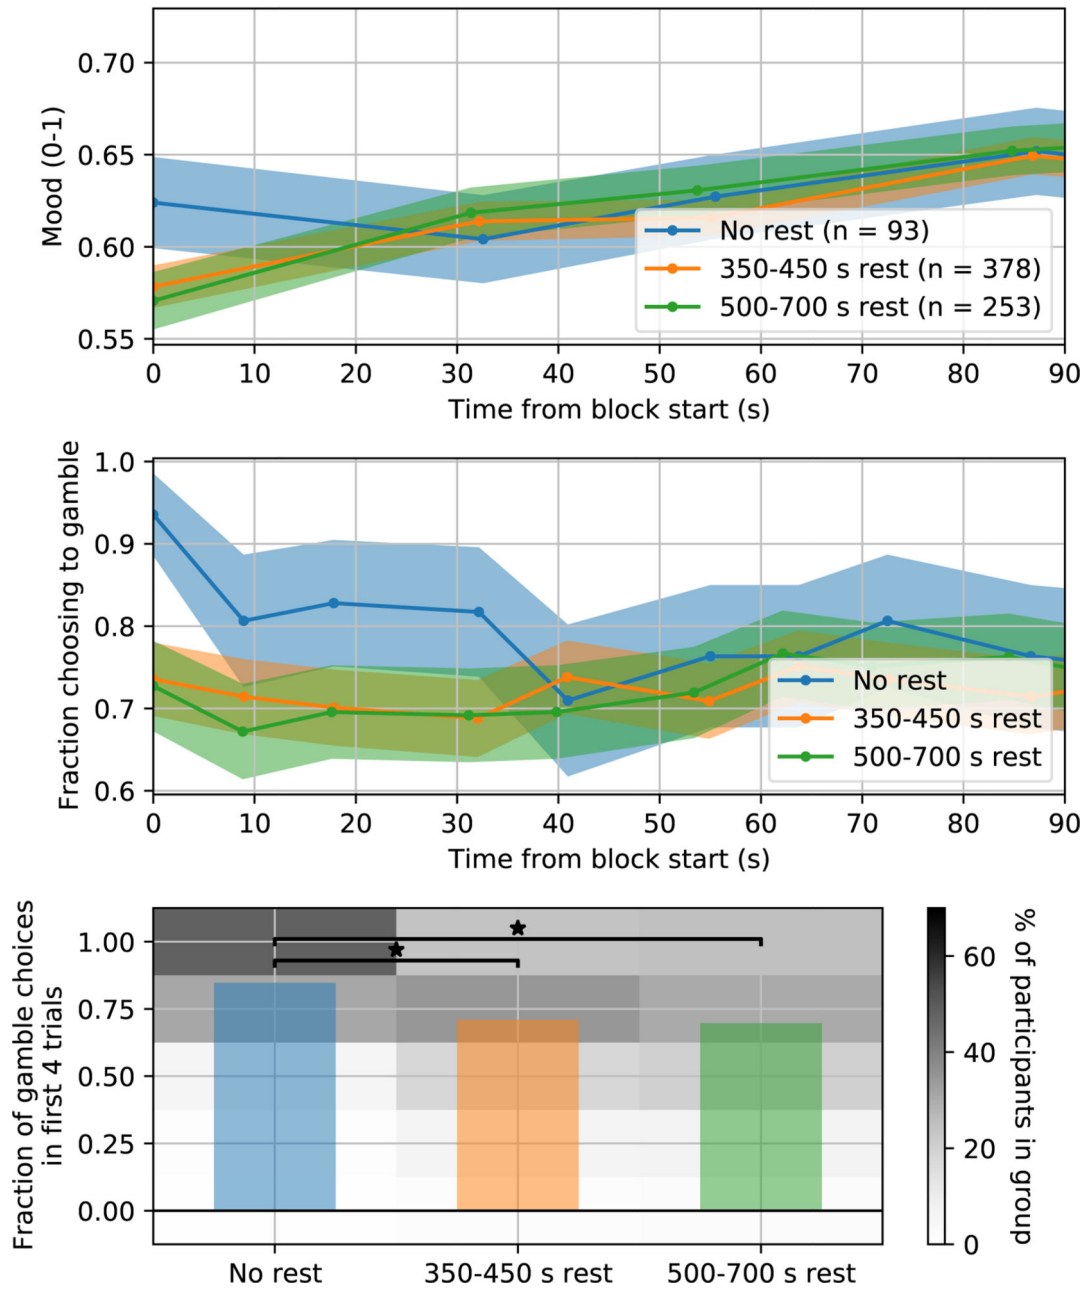 0.70
0.65
0.60
0.55
Mood (0-1)
No rest (n = 93)
350-450 s rest (n = 378)
500-700 s rest (n = 253)
0 10 20 30 40 50 60 70 80 90
Time from block start (s)
1.0
0.9
0.8
0.7
0.6
Fraction choosing to gamble
No rest
350-450 s rest
500-700 s rest
0 10 20 30 40 50 60 70 80 90
Time from block start (s)
Fraction of gamble choices
in first 4 trials
1.00
0.75
0.50
0.25
0.00
No rest 350-450 s rest 500-700 s rest
60
40
20
0
% of participants in group